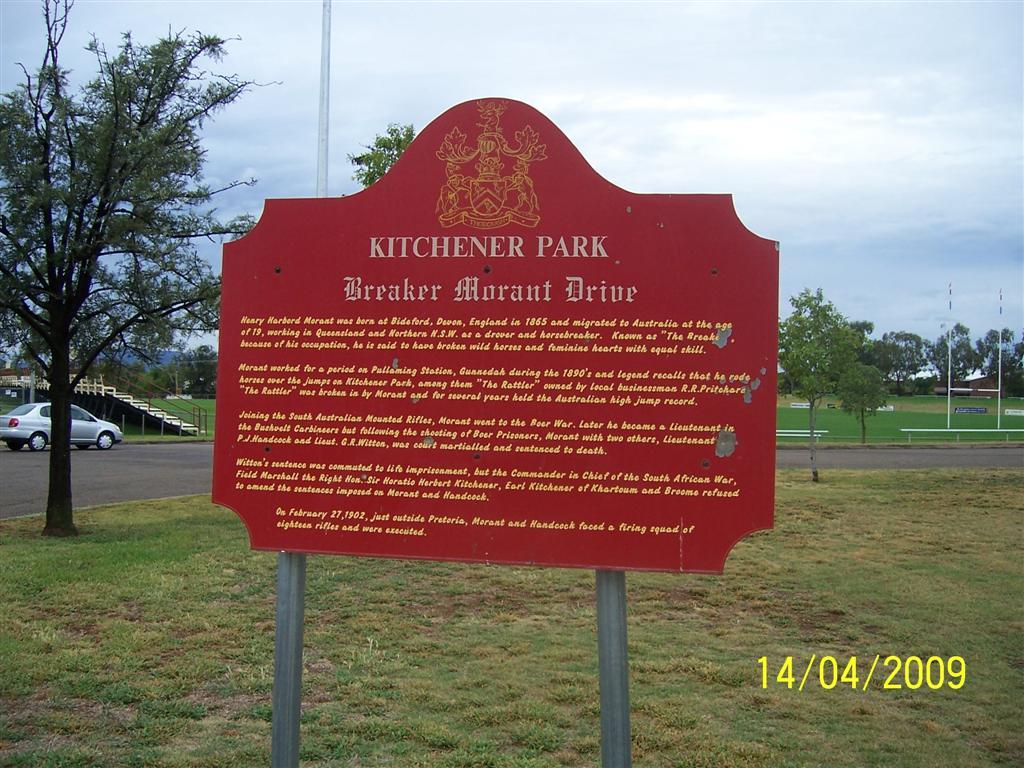 KITCHENER PARK
Breaker Morant Drive
Henry Harbord Morant was born at Bideford, Devon, England in 1865 and migrated to Australia at the age
of 19, working in Queensland and Northern N.S.W. as a drover and horsebreaker. Known as "The Breaker
because of his occupation, he is said to have broken wild horses and feminine hearts with equal skill.
Morant worked for a period on Pullaming Station, Gunnedah during the 1890's and legend recalls that he rode
horses over the jumps on Kitchener Park, among them "The Rattler" owned by local businessman R.R.Pritchard
"The Rattler" was broken in by Morant and for several years held the Australian high jump record.
Joining the South Australian Mounted Rifles, Morant went to the Boer War. Later he became a Lieutenant in
the Bushveldt Carbineers but following the shooting of Boer Prisoners, Morant with two others, Lieutenant
P.J.Handcock and Lieut. G.R.Witton, was court martialled and sentenced to death.
Witton's sentence was commuted to life imprisonment, but the Commander in Chief of the South African War,
Field Marshall the Right Hon. Sir Horatio Herbert Kitchener, Earl Kitchener of Khartoum and Broome refused
to amend the sentences imposed on Morant and Handcock.
On February 27,1902, just outside Pretoria, Morant and Handcock faced a firing squad of
eighteen rifles and were executed.
14/04/2009